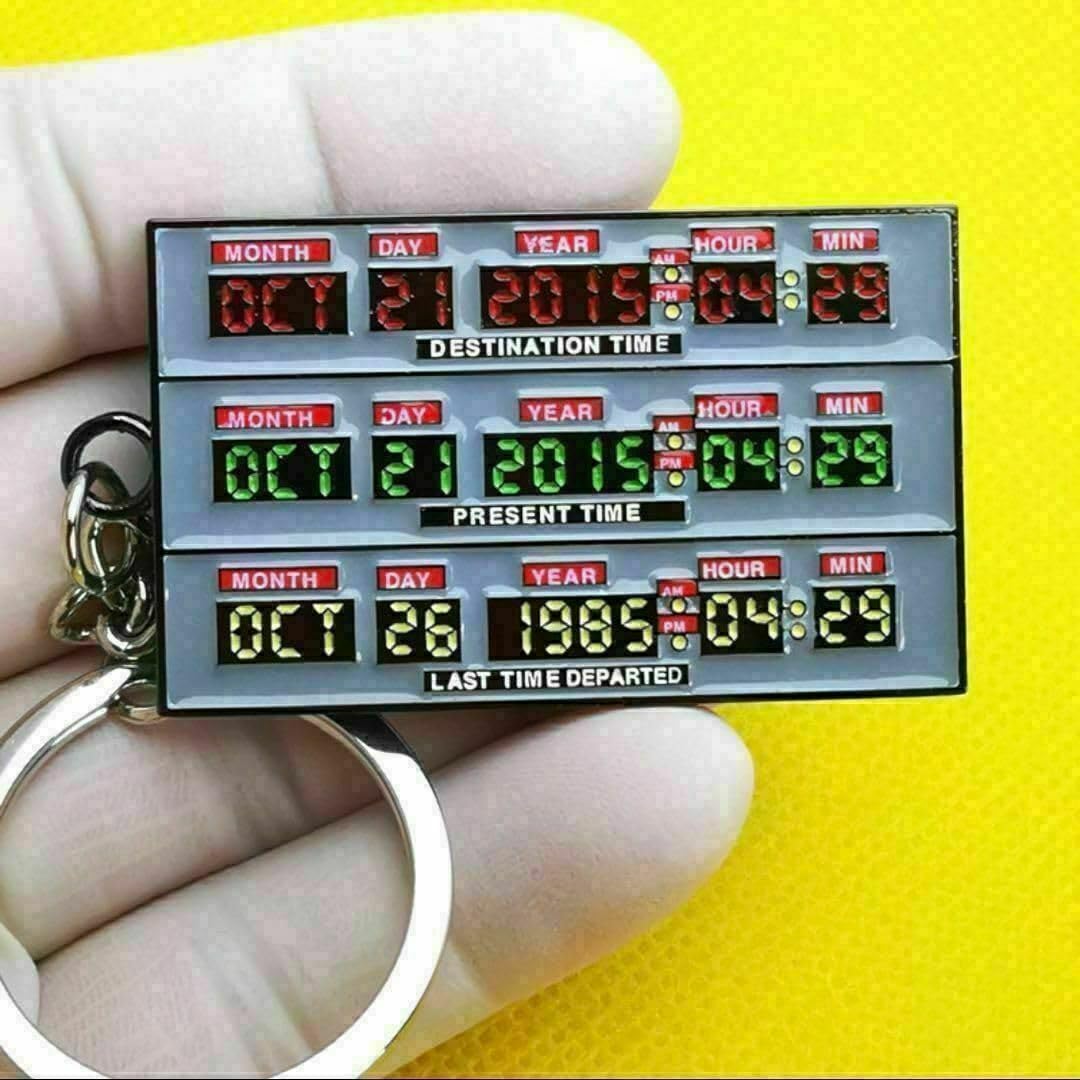 MONTH DAY YEAR AM HOUR MIN
OCT 21 2015 PM 04 29
DESTINATION TIME
MONTH DAY YEAR AM HOUR MIN
OCT 21 2015 PM 04 29
PRESENT TIME
MONTH DAY YEAR AM HOUR MIN
OCT 26 1985 PM 04 29
LAST TIME DEPARTED